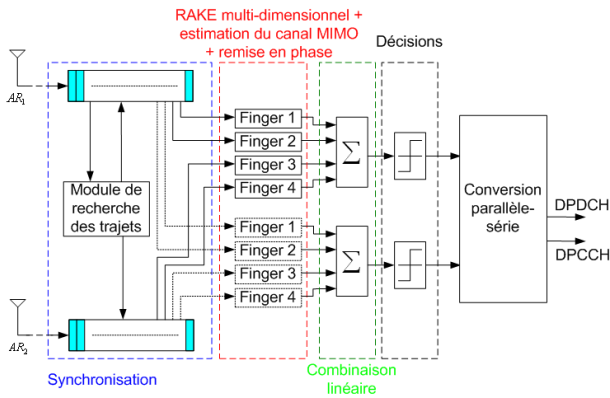 RAKE multi-dimensionnel +
estimation du canal MIMO
+ remise en phase
Décisions
AR1
Finger 1
Finger 2
Finger 3
Finger 4
Σ
Module de
recherche
des trajets
Conversion
parallèle-
série
DPDCH
DPCCH
Finger 1
Finger 2
Finger 3
Finger 4
Σ
AR2
Synchronisation
Combinaison
linéaire